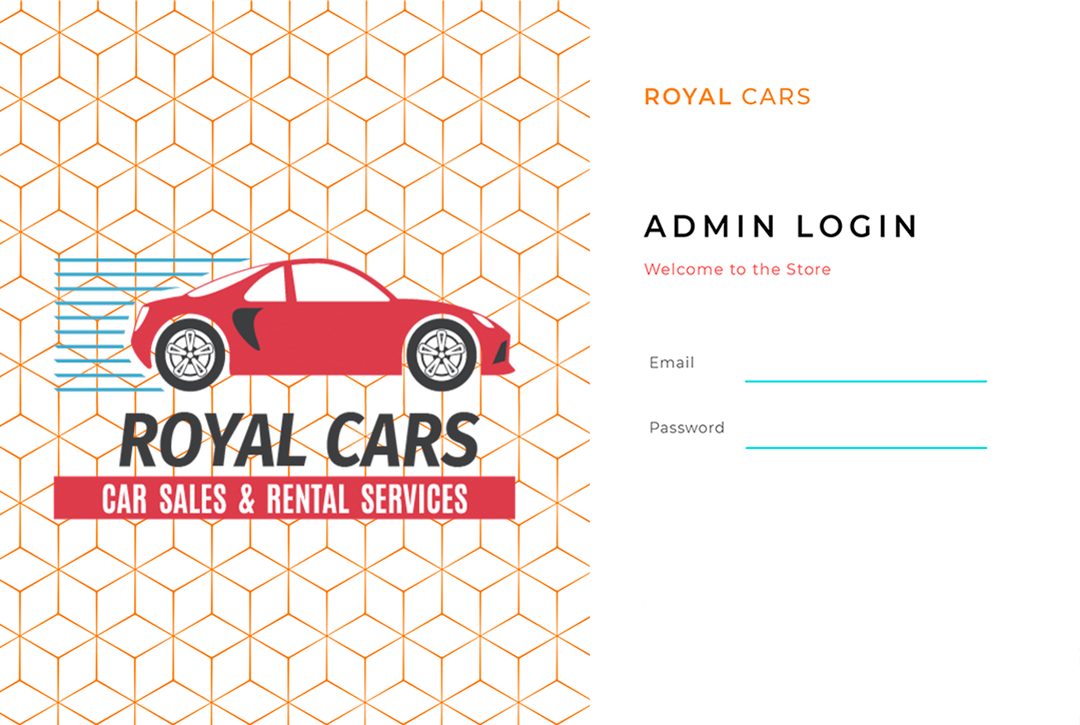 ROYAL CARS
CAR SALES & RENTAL SERVICES
ROYAL CARS
ADMIN LOGIN
Welcome to the Store
Email
Password